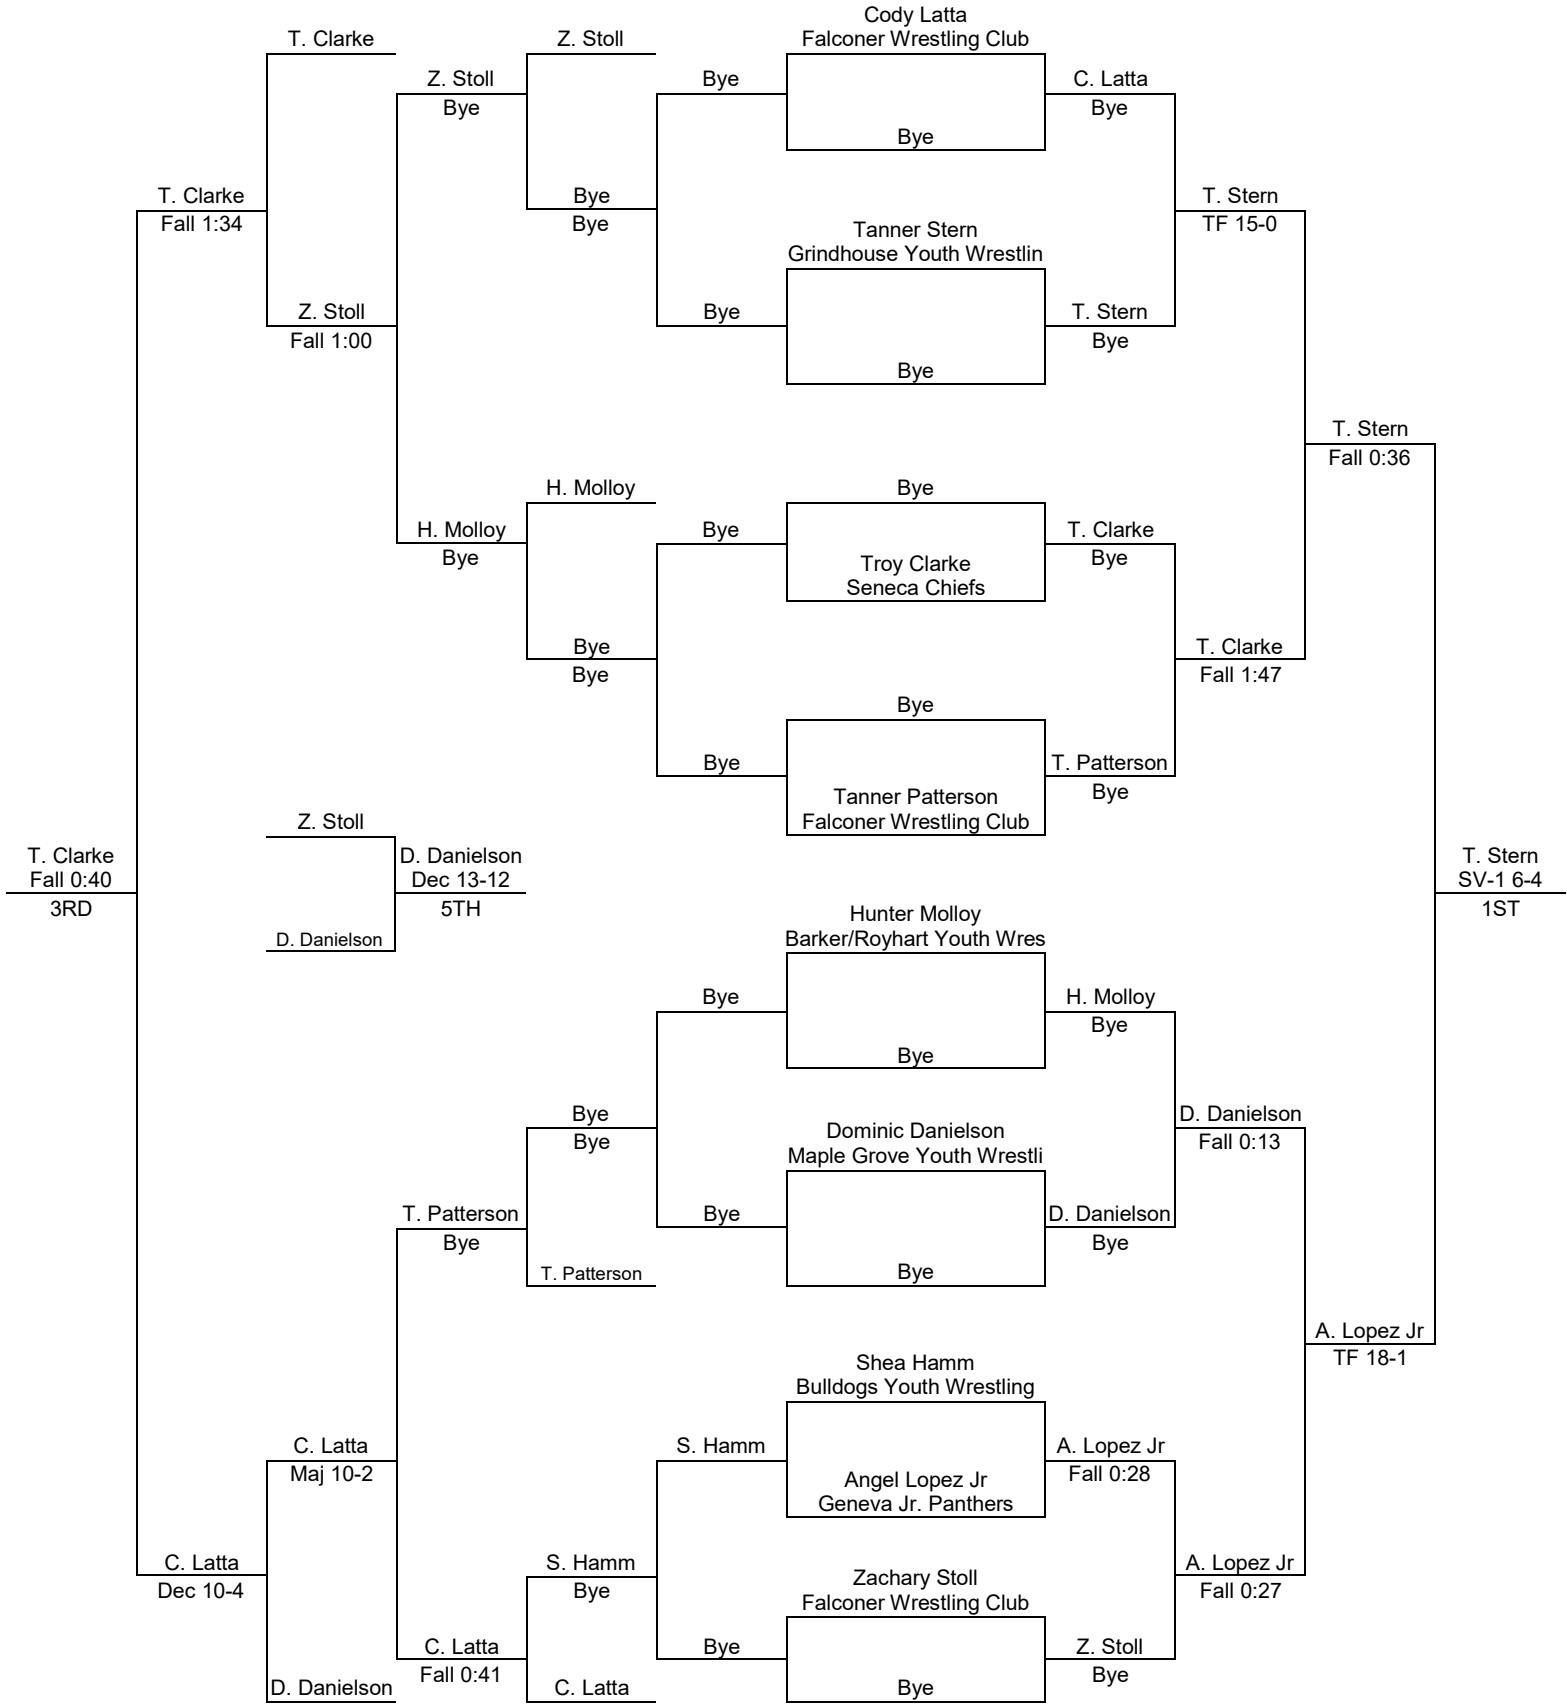 Cody Latta
T. Clarke
Z. Stoll
Falconer Wrestling Club
Z. Stoll
Bye
C. Latta
Bye
Bye
Bye
T. Clarke
Bye
T. Stern
Fall 1:34
Bye
TF 15-0
Tanner Stern
Grindhouse Youth Wrestlin
Z. Stoll
Bye
T. Stern
Fall 1:00
Bye
Bye
T. Stern
Fall 0:36
H. Molloy
Bye
H. Molloy
Bye
T. Clarke
Bye
Bye
Troy Clarke
Seneca Chiefs
Bye
T. Clarke
Bye
Fall 1:47
Bye
Bye
T. Patterson
Bye
Tanner Patterson
Falconer Wrestling Club
Z. Stoll
T. Clarke
D. Danielson
T. Stern
Fall 0:40
Dec 13-12
SV-1 6-4
3RD
5TH
1ST
D. Danielson
Hunter Molloy
Barker/Royhart Youth Wres
Bye
H. Molloy
Bye
Bye
Bye
D. Danielson
Bye
Fall 0:13
Dominic Danielson
Maple Grove Youth Wrestli
T. Patterson
Bye
D. Danielson
Bye
Bye
T. Patterson
Bye
A. Lopez Jr
TF 18-1
Shea Hamm
Bulldogs Youth Wrestling
C. Latta
S. Hamm
A. Lopez Jr
Maj 10-2
Fall 0:28
Angel Lopez Jr
Geneva Jr. Panthers
C. Latta
S. Hamm
A. Lopez Jr
Dec 10-4
Bye
Fall 0:27
Zachary Stoll
Falconer Wrestling Club
C. Latta
Bye
Z. Stoll
Fall 0:41
Bye
D. Danielson
C. Latta
Bye